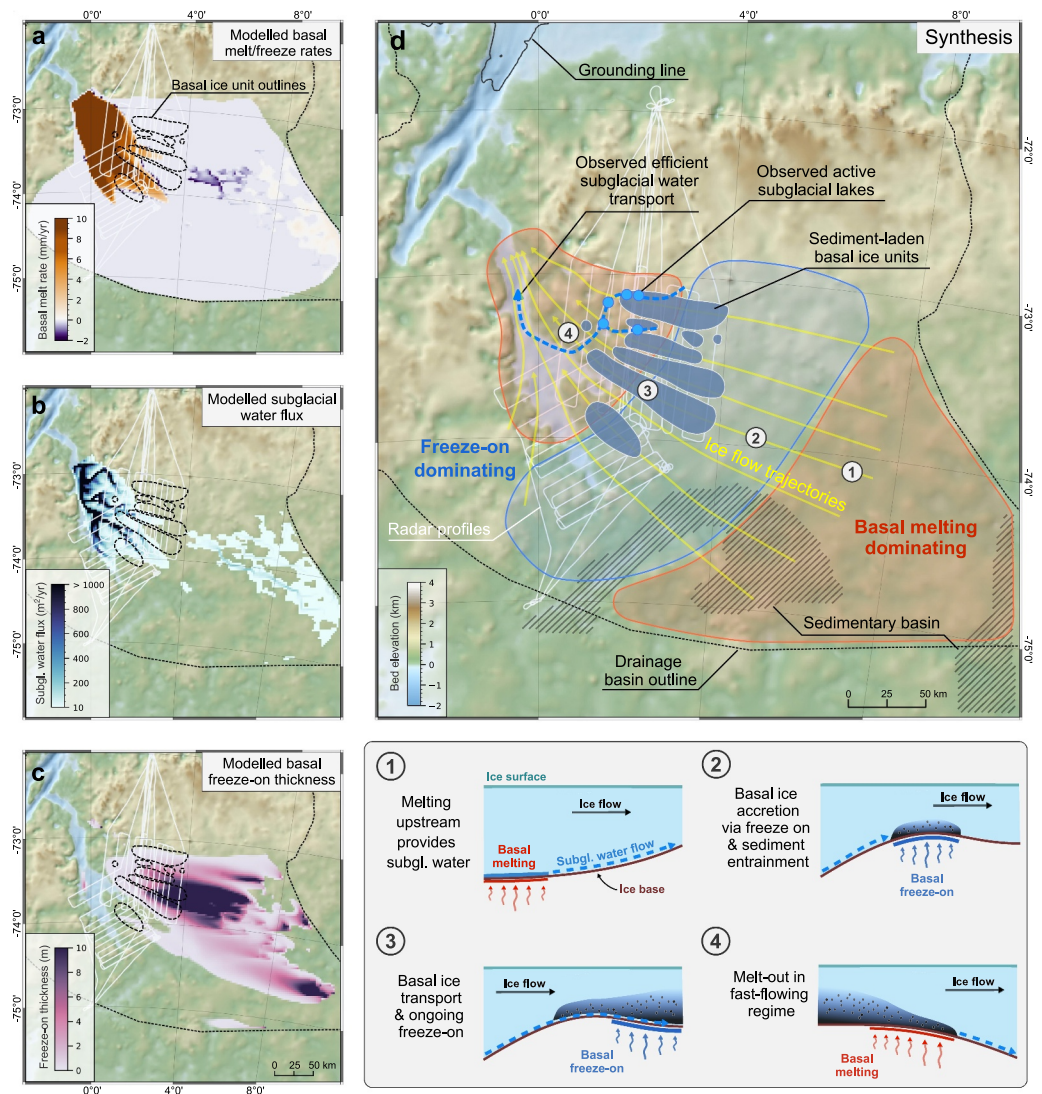 0°0'
4°0'
8°0'
a
Modelled basal
melt/freeze rates
Basal ice unit outlines
-73°0'
-74°0'
-75°0'
Basal melt rate (mm/yr)
10
8
6
4
2
0
−2
b
Modelled subglacial
water flux
-73°0'
-74°0'
-75°0'
Subgl. water flux (m²/yr)
> 1000
800
600
400
200
10
c
Modelled basal
freeze-on thickness
-73°0'
-74°0'
-75°0'
Freeze-on thickness (m)
10
8
6
4
2
0
0 25 50 km
0°0'
4°0'
8°0'
0°0'
4°0'
8°0'
d
Synthesis
Grounding line
Observed efficient
subglacial water
transport
Observed active
subglacial lakes
Sediment-laden
basal ice units
-72°0'
-73°0'
-74°0'
-75°0'
4
3
2
1
Freeze-on
dominating
Ice flow trajectories
Basal melting
dominating
Radar profiles
Sedimentary basin
Drainage
basin outline
Bed elevation (km)
4
3
2
1
0
−1
−2
0 25 50 km
1
Melting
upstream
provides
subgl. water
Ice surface
Ice flow
Basal
melting
Subgl. water flow
Ice base
2
Basal ice
accretion
via freeze on
& sediment
entrainment
Ice flow
Basal
freeze-on
3
Basal ice
transport
& ongoing
freeze-on
Ice flow
Basal
freeze-on
4
Melt-out in
fast-flowing
regime
Ice flow
Basal
melting